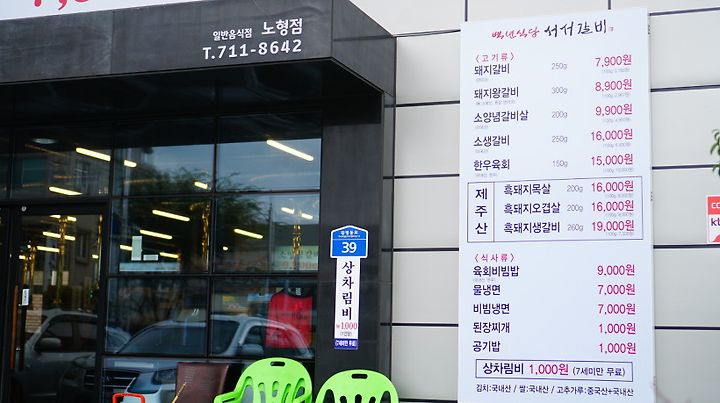 일반음식점 노형점
T.711-8642
백년식당 서서갈비
<고기류>
돼지갈비 250g 7,900원
돼지왕갈비 300g 8,900원
소양념갈비살 200g 9,900원
소생갈비 250g 16,000원
한우육회 150g 15,000원
제주산
흑돼지목살 200g 16,000원
흑돼지오겹살 200g 16,000원
흑돼지생갈비 260g 19,000원
<식사류>
육회비빔밥 9,000원
물냉면 7,000원
비빔냉면 7,000원
된장찌개 1,000원
공기밥 1,000원
상차림비 1,000원 (7세미만 무료)
김치:국내산 / 쌀:국내산 / 고추가루:중국산+국내산
39
상차림비
1,000
(7세미만 무료)